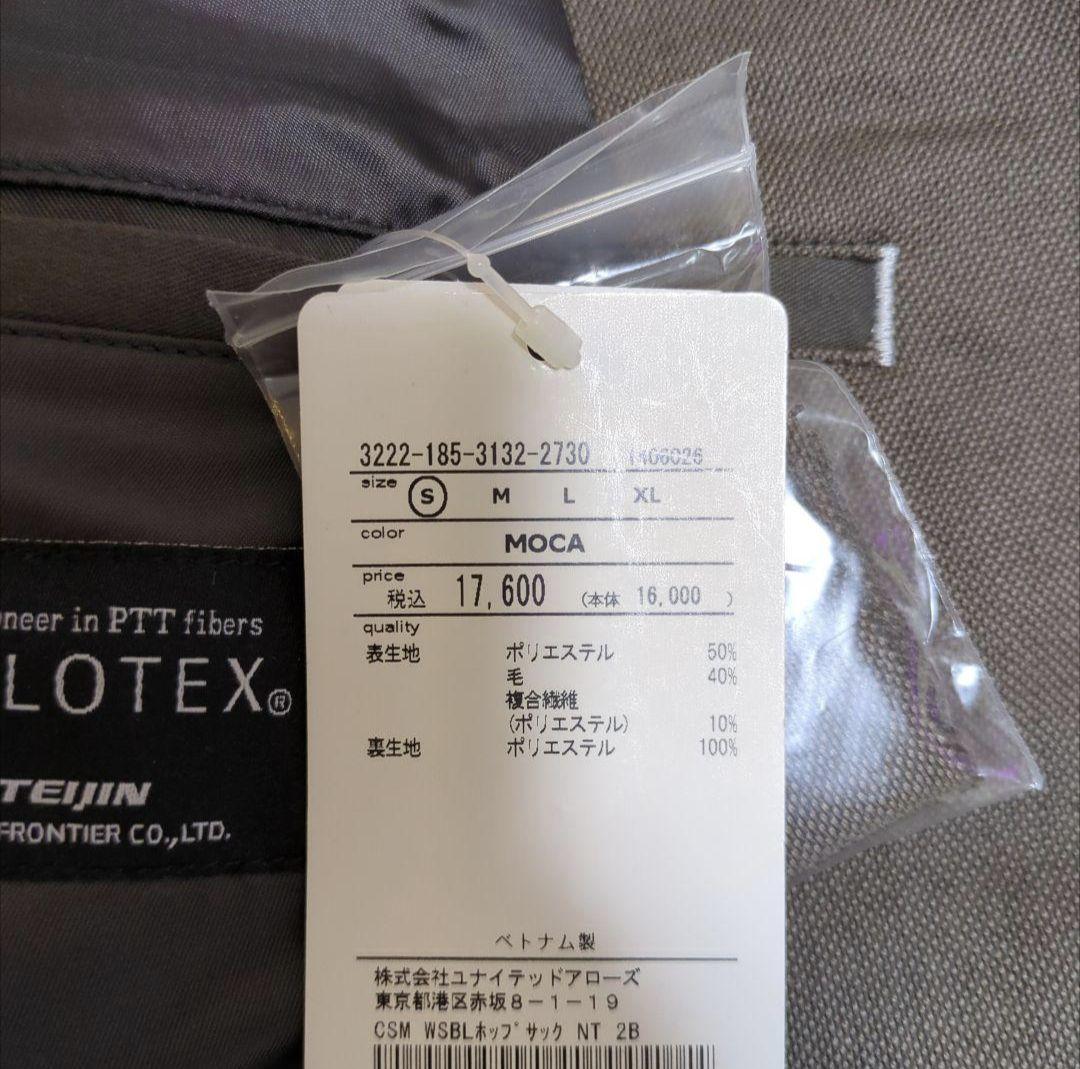 3222-185-3132-2730 1406026
size S M L XL
color MOCA
price 税込 17,600 (本体 16,000 )
quality
表生地 ポリエステル 50%
毛 40%
複合繊維
(ポリエステル) 10%
裏生地 ポリエステル 100%
ベトナム製
株式会社ユナイテッドアローズ
東京都港区赤坂8-1-19
CSM WSBLホップサック NT 2B
neer in PTT fibers
LOTEX®
TEIJIN
FRONTIER CO.,LTD.